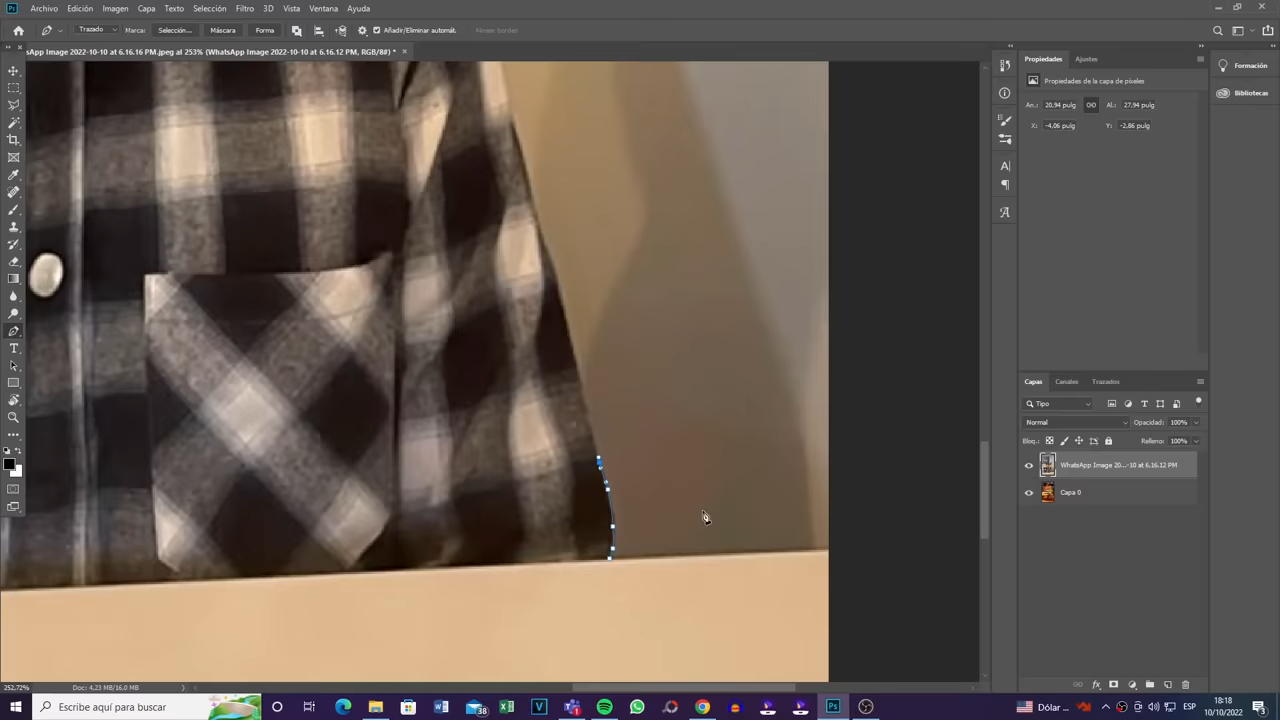 Archivo Edición Imagen Capa Texto Selección Filtro 3D Vista Ventana Ayuda
Trazado Marca: Selección... Máscara Forma Añadir/Eliminar automát. Alinear bordes
sApp Image 2022-10-10 at 6.16.16 PM.jpeg al 253% (WhatsApp Image 2022-10-10 at 6.16.12 PM, RGB/8#) *
Propiedades Ajustes
Formación
Propiedades de la capa de píxeles
Bibliotecas
An.: 20.94 pulg Al.: 27.94 pulg
X: -4.06 pulg Y: -2.86 pulg
Capas Canales Trazados
Tipo
Normal Opacidad: 100%
Bloq.: Relleno: 100%
WhatsApp Image 20...-10 at 6.16.12 PM
Capa 0
252,72% Doc: 4,23 MB/16,0 MB
Escribe aquí para buscar
38
Dólar ...
18:18
10/10/2022